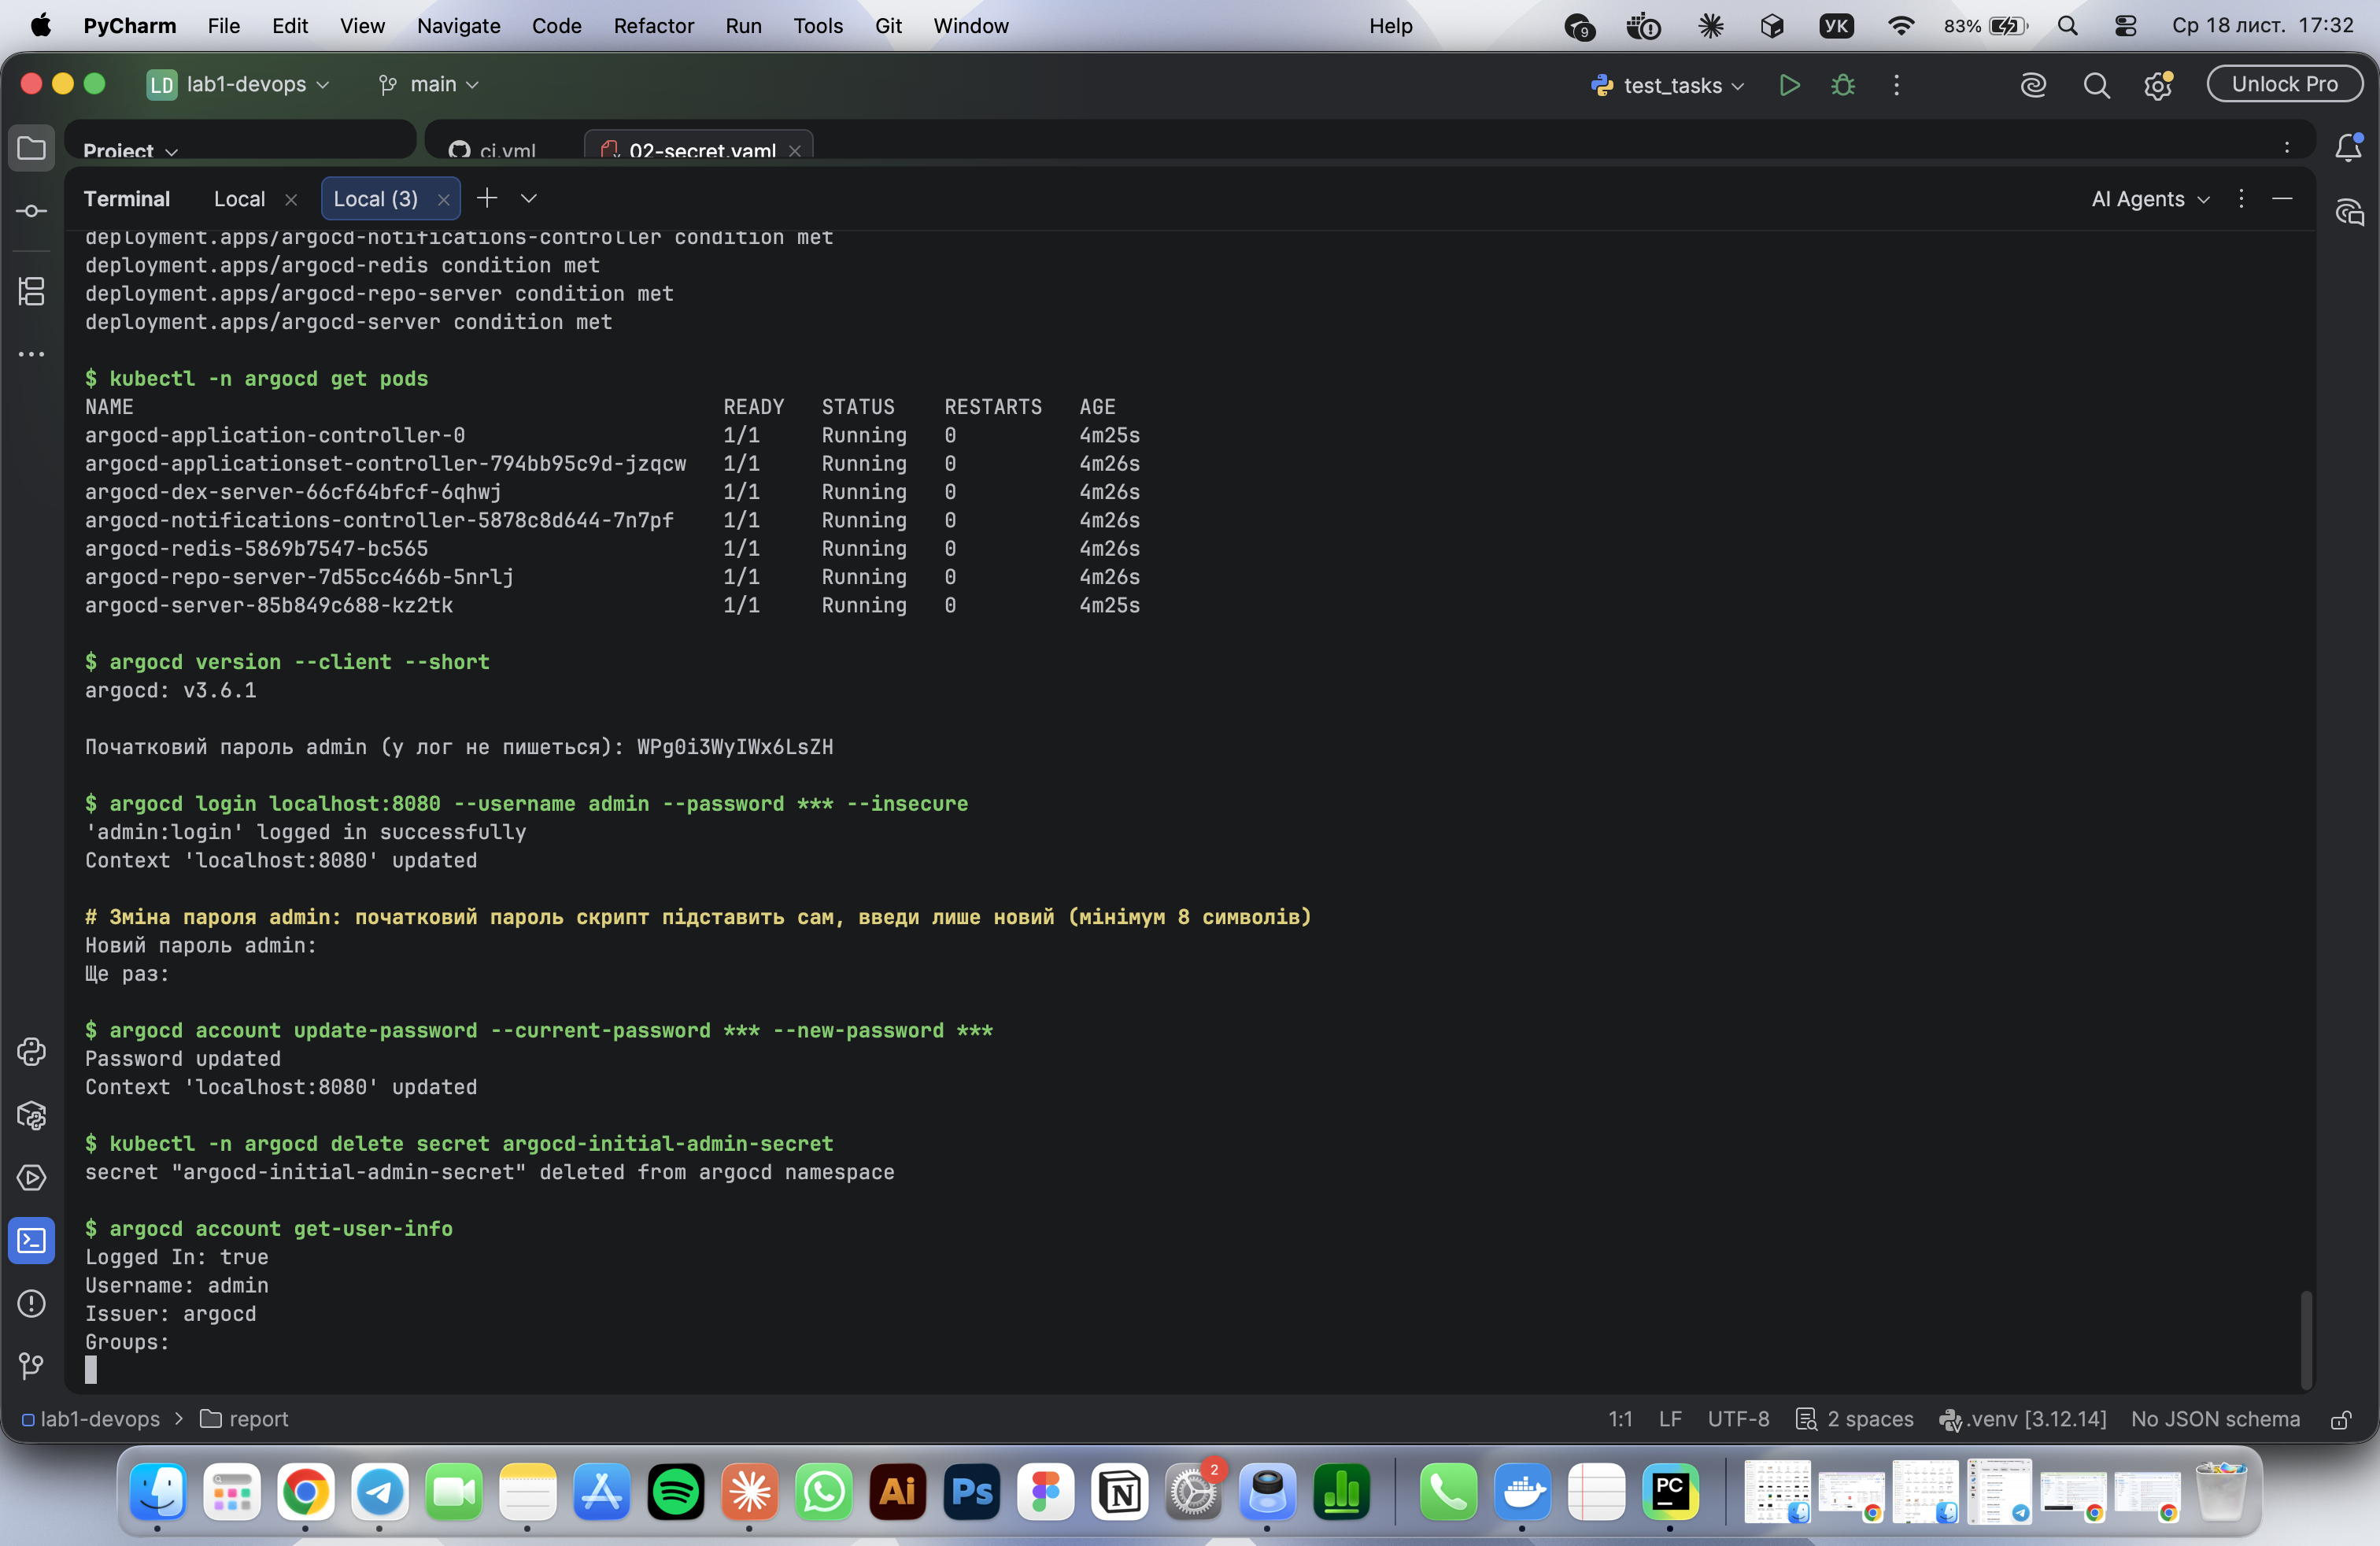 PyCharm File Edit View Navigate Code Refactor Run Tools Git Window Help 9 УК 83% Ср 18 лист. 17:32
LD lab1-devops main test_tasks Unlock Pro
Project ci.yml 02-secret.yaml
Terminal Local Local (3) AI Agents
deployment.apps/argocd-notifications-controller condition met
deployment.apps/argocd-redis condition met
deployment.apps/argocd-repo-server condition met
deployment.apps/argocd-server condition met
$ kubectl -n argocd get pods
NAME READY STATUS RESTARTS AGE
argocd-application-controller-0 1/1 Running 0 4m25s
argocd-applicationset-controller-794bb95c9d-jzqcw 1/1 Running 0 4m26s
argocd-dex-server-66cf64bfcf-6qhwj 1/1 Running 0 4m26s
argocd-notifications-controller-5878c8d644-7n7pf 1/1 Running 0 4m26s
argocd-redis-5869b7547-bc565 1/1 Running 0 4m26s
argocd-repo-server-7d55cc466b-5nrlj 1/1 Running 0 4m26s
argocd-server-85b849c688-kz2tk 1/1 Running 0 4m25s
$ argocd version --client --short
argocd: v3.6.1
Початковий пароль admin (у лог не пишеться): WPg0i3WyIWx6LsZH
$ argocd login localhost:8080 --username admin --password *** --insecure
'admin:login' logged in successfully
Context 'localhost:8080' updated
# Зміна пароля admin: початковий пароль скрипт підставить сам, введи лише новий (мінімум 8 символів)
Новий пароль admin:
Ще раз:
$ argocd account update-password --current-password *** --new-password ***
Password updated
Context 'localhost:8080' updated
$ kubectl -n argocd delete secret argocd-initial-admin-secret
secret "argocd-initial-admin-secret" deleted from argocd namespace
$ argocd account get-user-info
Logged In: true
Username: admin
Issuer: argocd
Groups:
lab1-devops report 1:1 LF UTF-8 2 spaces .venv [3.12.14] No JSON schema
Ai Ps N 2 PC